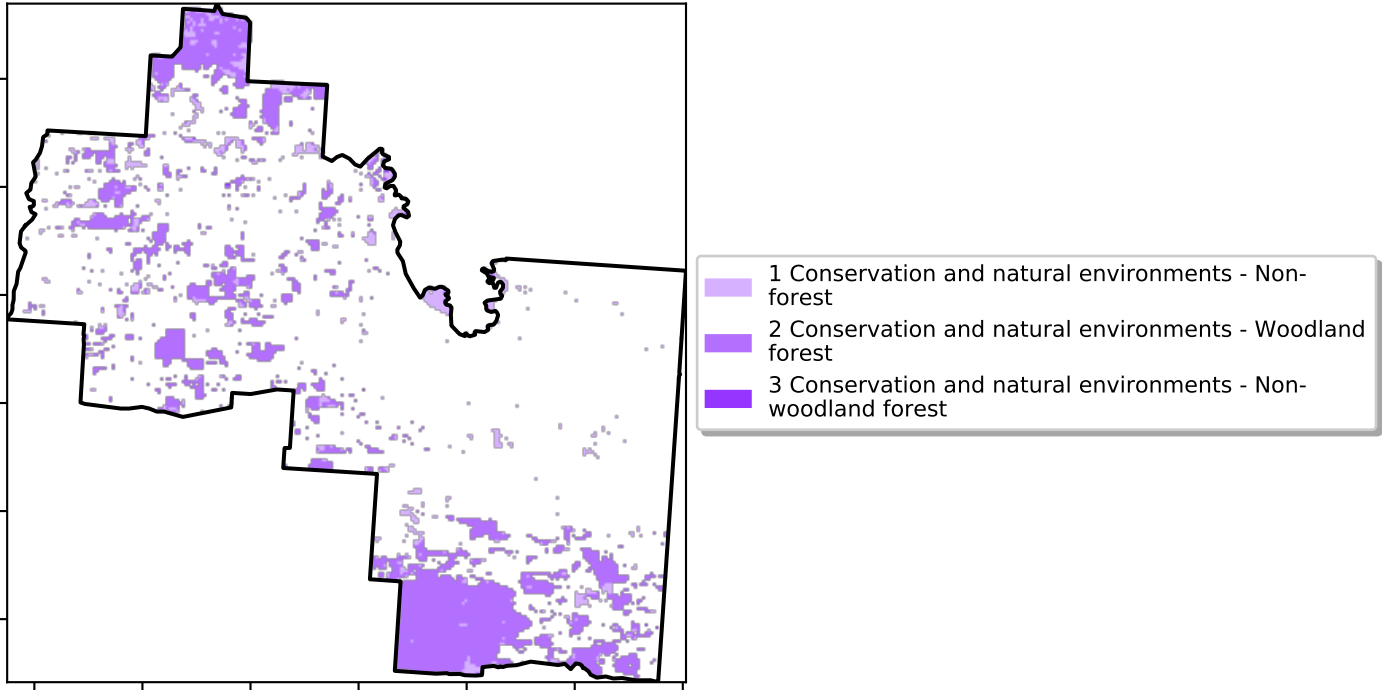 1 Conservation and natural environments - Non-
forest
2 Conservation and natural environments - Woodland
forest
3 Conservation and natural environments - Non-
woodland forest